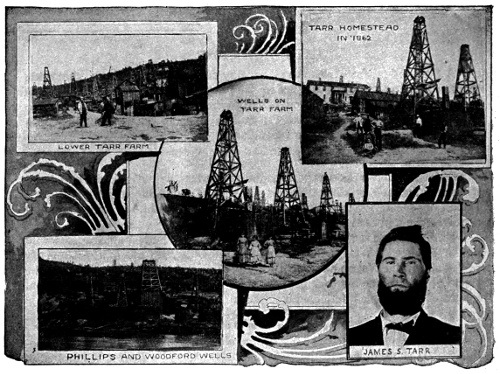 TARR HOMESTEAD
IN 1862
LOWER TARR FARM
WELLS ON
TARR FARM
PHILLIPS AND WOODFORD WELLS
JAMES S. TARR